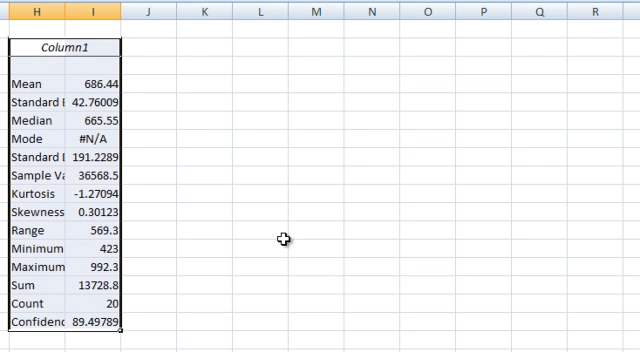 H I J K L M N O P Q R
Column1
Mean 686.44
Standard E 42.76009
Median 665.55
Mode #N/A
Standard D 191.2289
Sample Va 36568.5
Kurtosis -1.27094
Skewness 0.30123
Range 569.3
Minimum 423
Maximum 992.3
Sum 13728.8
Count 20
Confidenc 89.49789